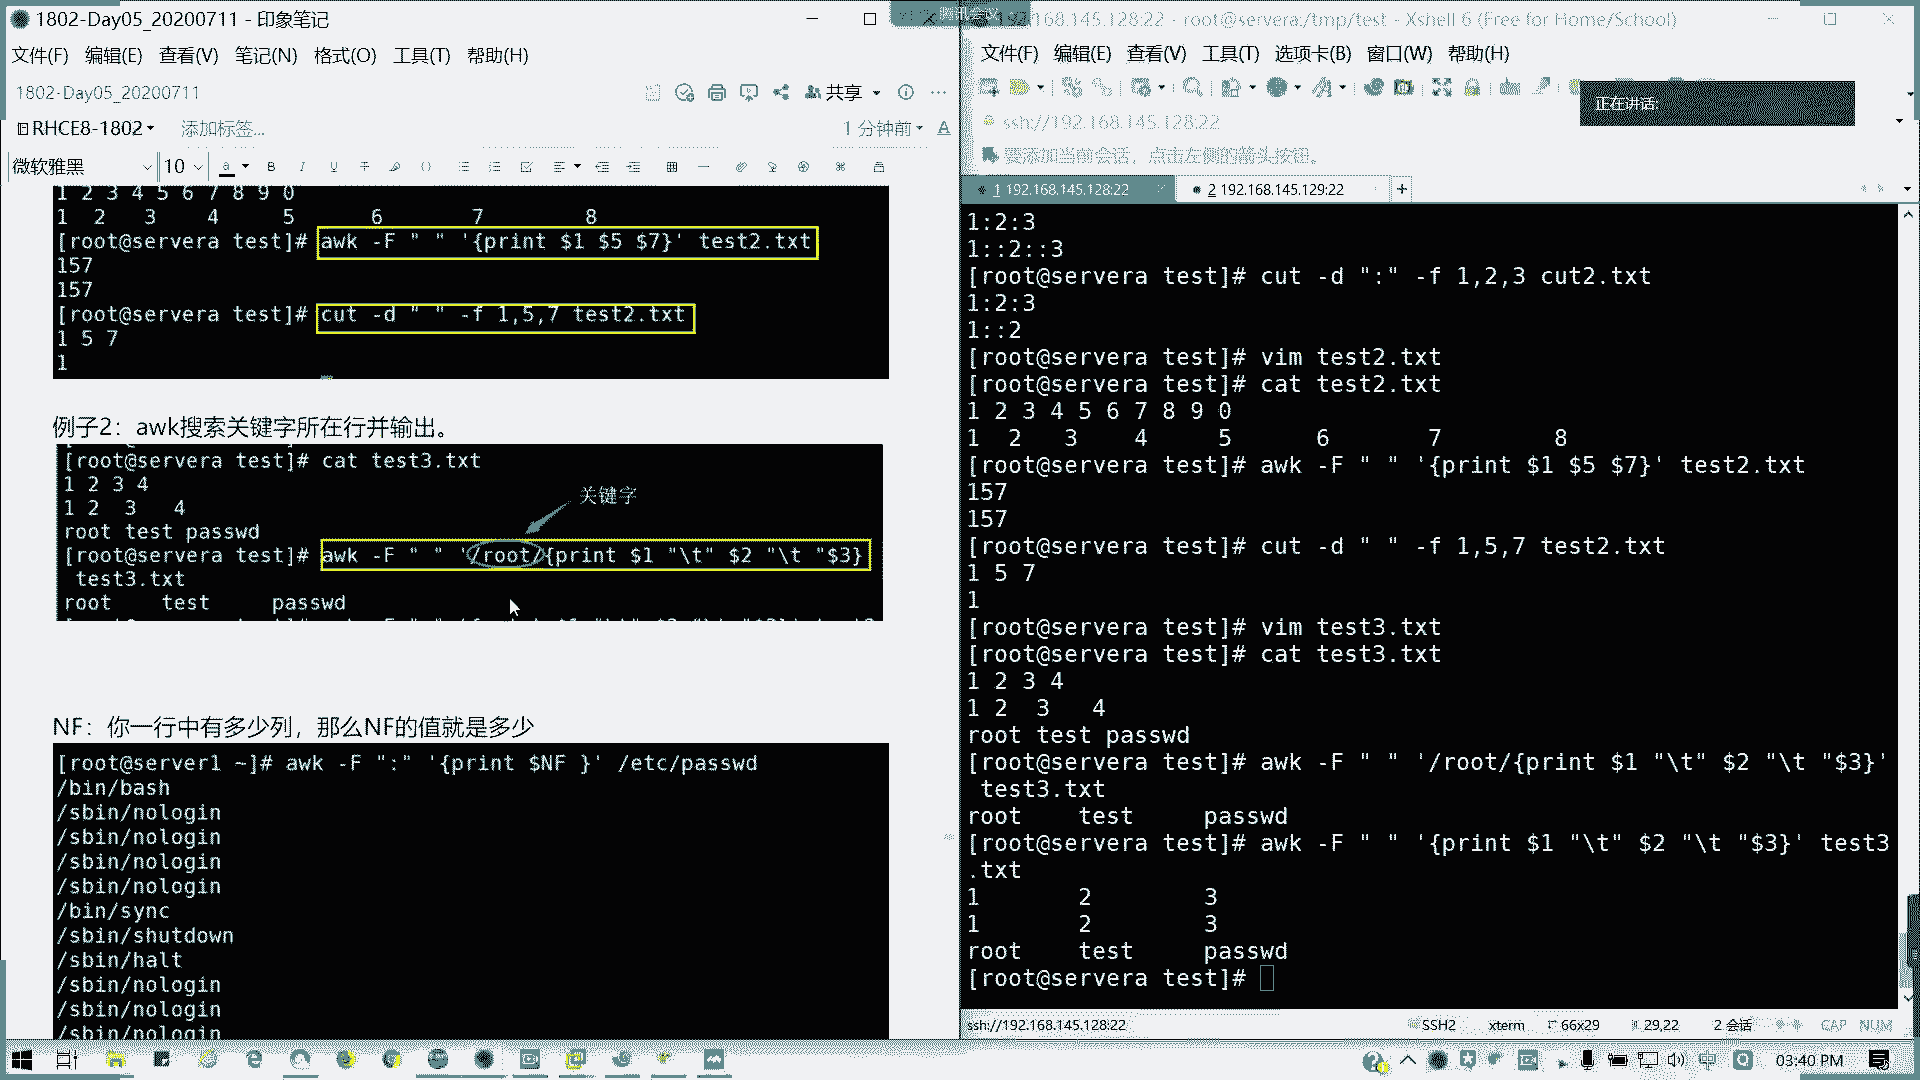 1802-Day05_20200711 - 印象笔记
文件(F) 编辑(E) 查看(V) 笔记(N) 格式(O) 工具(T) 帮助(H)
1802-Day05_20200711
共享
RHCE8-1802
添加标签...
1 分钟前
微软雅黑
10
1 2 3 4 5 6 7 8 9 0
1 2 3 4 5 6 7 8
[root@servera test]# awk -F " " '{print $1 $5 $7}' test2.txt
157
157
[root@servera test]# cut -d " " -f 1,5,7 test2.txt
1 5 7
1
例子2：awk搜索关键字所在行并输出。
[root@servera test]# cat test3.txt
1 2 3 4
1 2 3 4
关键字
root test passwd
[root@servera test]# awk -F " " '/root/{print $1 "\t" $2 "\t "$3}
test3.txt
root test passwd
NF：你一行中有多少列，那么NF的值就是多少
[root@server1 ~]# awk -F ":" '{print $NF }' /etc/passwd
/bin/bash
/sbin/nologin
/sbin/nologin
/sbin/nologin
/sbin/nologin
/bin/sync
/sbin/shutdown
/sbin/halt
/sbin/nologin
/sbin/nologin
/sbin/nologin
腾讯会议
168.145.128:22 - root@servera:/tmp/test - Xshell 6 (Free for Home/School)
文件(F) 编辑(E) 查看(V) 工具(T) 选项卡(B) 窗口(W) 帮助(H)
正在讲话:
ssh://192.168.145.128:22
要添加当前会话，点击左侧的箭头按钮。
1 192.168.145.128:22
2 192.168.145.129:22
1:2:3
1::2::3
[root@servera test]# cut -d ":" -f 1,2,3 cut2.txt
1:2:3
1::2
[root@servera test]# vim test2.txt
[root@servera test]# cat test2.txt
1 2 3 4 5 6 7 8 9 0
1 2 3 4 5 6 7 8
[root@servera test]# awk -F " " '{print $1 $5 $7}' test2.txt
157
157
[root@servera test]# cut -d " " -f 1,5,7 test2.txt
1 5 7
1
[root@servera test]# vim test3.txt
[root@servera test]# cat test3.txt
1 2 3 4
1 2 3 4
root test passwd
[root@servera test]# awk -F " " '/root/{print $1 "\t" $2 "\t "$3}'
test3.txt
root test passwd
[root@servera test]# awk -F " " '{print $1 "\t" $2 "\t "$3}' test3
.txt
1 2 3
1 2 3
root test passwd
[root@servera test]#
ssh://192.168.145.128:22
SSH2
xterm
66x29
29,22
2 会话
CAP NUM
中
03:40 PM